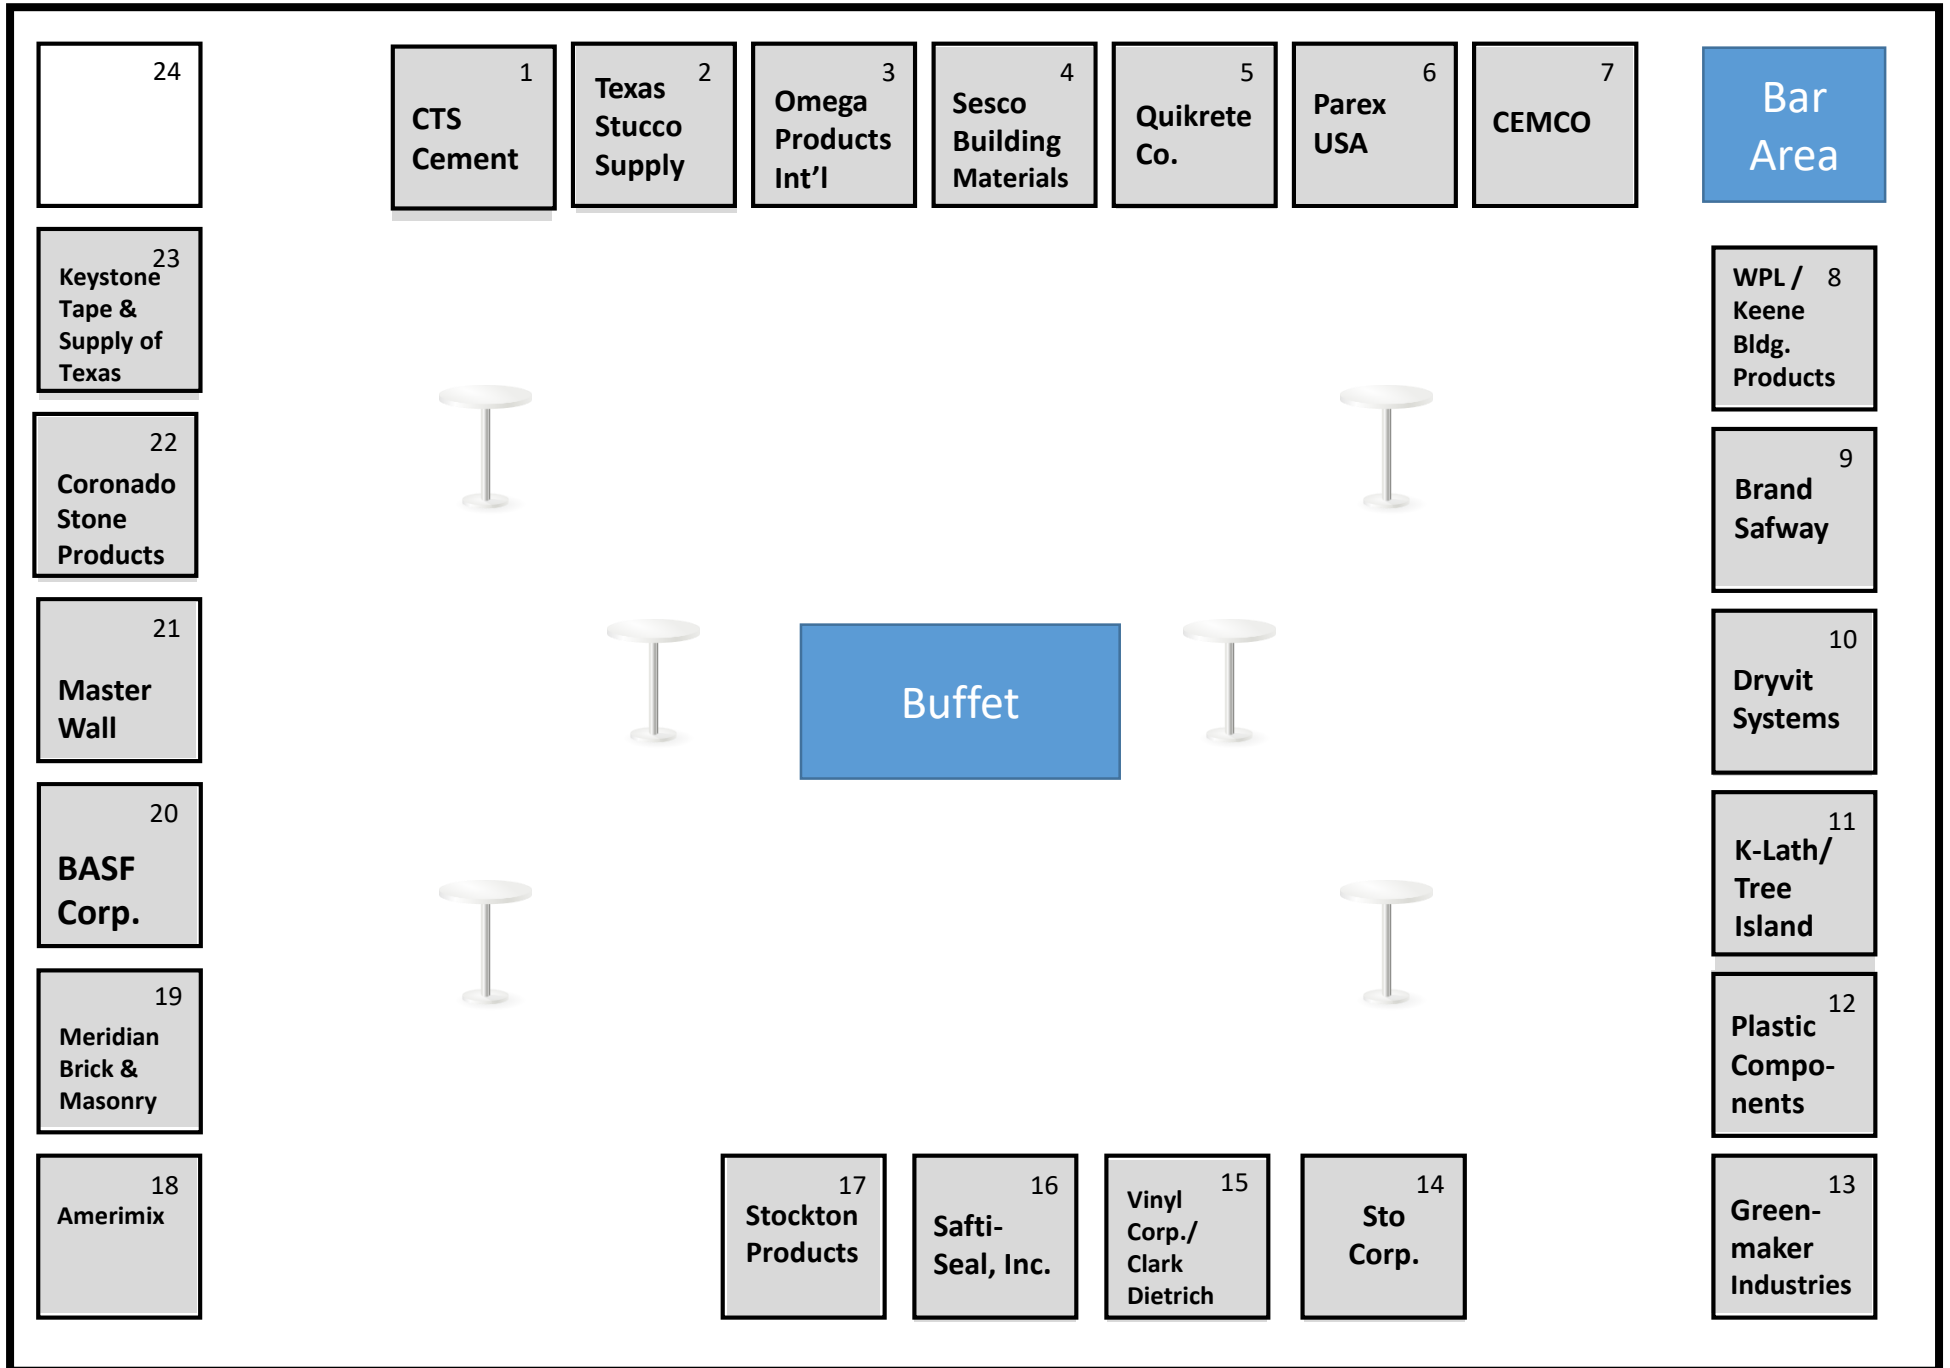 24
1
CTS
Cement
2
Texas
Stucco
Supply
3
Omega
Products
Int’l
4
Sesco
Building
Materials
5
Quikrete
Co.
6
Parex
USA
7
CEMCO
Bar
Area
23
Keystone
Tape &
Supply of
Texas
WPL / 8
Keene
Bldg.
Products
22
Coronado
Stone
Products
9
Brand
Safway
21
Master
Wall
Buffet
10
Dryvit
Systems
20
BASF
Corp.
11
K-Lath/
Tree
Island
19
Meridian
Brick &
Masonry
12
Plastic
Compo-
nents
18
Amerimix
17
Stockton
Products
16
Safti-
Seal, Inc.
15
Vinyl
Corp./
Clark
Dietrich
14
Sto
Corp.
13
Green-
maker
Industries